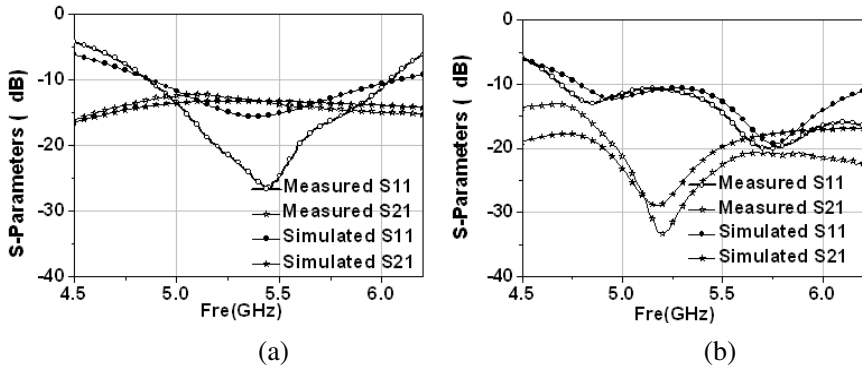 0
-10
-20
-30
-40
S-Parameters ( dB)
Measured S11
Measured S21
Simulated S11
Simulated S21
4.5 5.0 5.5 6.0
Fre(GHz)
(a)
0
-10
-20
-30
-40
S-Parameters ( dB)
Measured S11
Measured S21
Simulated S11
Simulated S21
4.5 5.0 5.5 6.0
Fre(GHz)
(b)